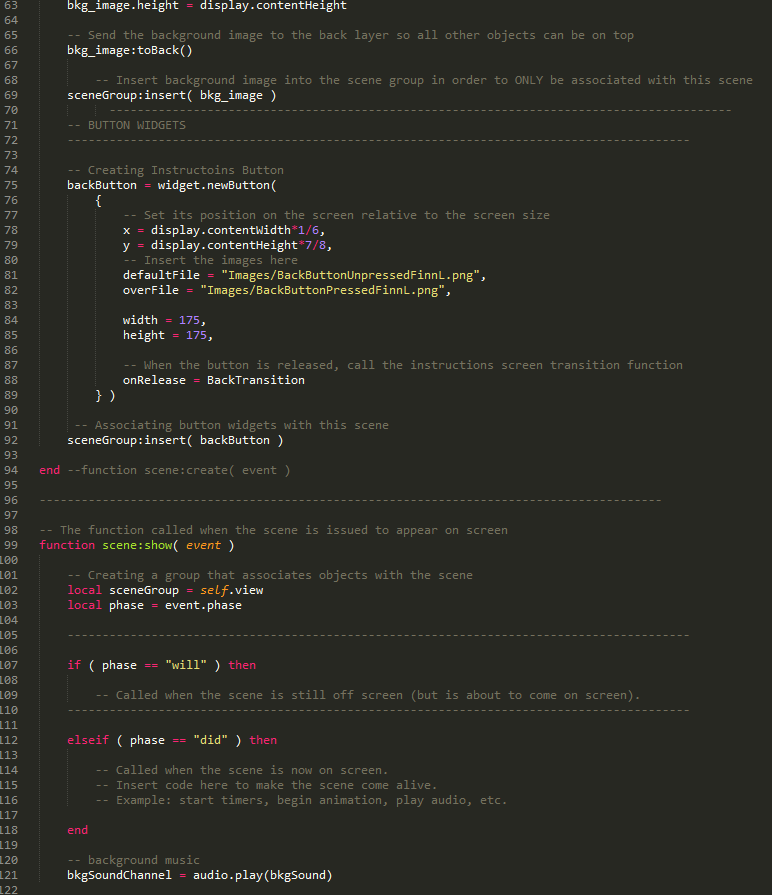 63 bkg_image.height = display.contentHeight
64
65 -- Send the background image to the back layer so all other objects can be on top
66 bkg_image:toBack()
67
68 -- Insert background image into the scene group in order to ONLY be associated with this scene
69 sceneGroup:insert( bkg_image )
70 -----------------------------------------------------------------------------------------
71 -- BUTTON WIDGETS
72 -----------------------------------------------------------------------------------------
73
74 -- Creating Instructoins Button
75 backButton = widget.newButton(
76 {
77 -- Set its position on the screen relative to the screen size
78 x = display.contentWidth*1/6,
79 y = display.contentHeight*7/8,
80 -- Insert the images here
81 defaultFile = "Images/BackButtonUnpressedFinnL.png",
82 overFile = "Images/BackButtonPressedFinnL.png",
83
84 width = 175,
85 height = 175,
86
87 -- When the button is released, call the instructions screen transition function
88 onRelease = BackTransition
89 } )
90
91 -- Associating button widgets with this scene
92 sceneGroup:insert( backButton )
93
94 end --function scene:create( event )
95
96 -----------------------------------------------------------------------------------------
97
98 -- The function called when the scene is issued to appear on screen
99 function scene:show( event )
100
101 -- Creating a group that associates objects with the scene
102 local sceneGroup = self.view
103 local phase = event.phase
104
105 -----------------------------------------------------------------------------------------
106
107 if ( phase == "will" ) then
108
109 -- Called when the scene is still off screen (but is about to come on screen).
110 -----------------------------------------------------------------------------------------
111
112 elseif ( phase == "did" ) then
113
114 -- Called when the scene is now on screen.
115 -- Insert code here to make the scene come alive.
116 -- Example: start timers, begin animation, play audio, etc.
117
118 end
119
120 -- background music
121 bkgSoundChannel = audio.play(bkgSound)
122